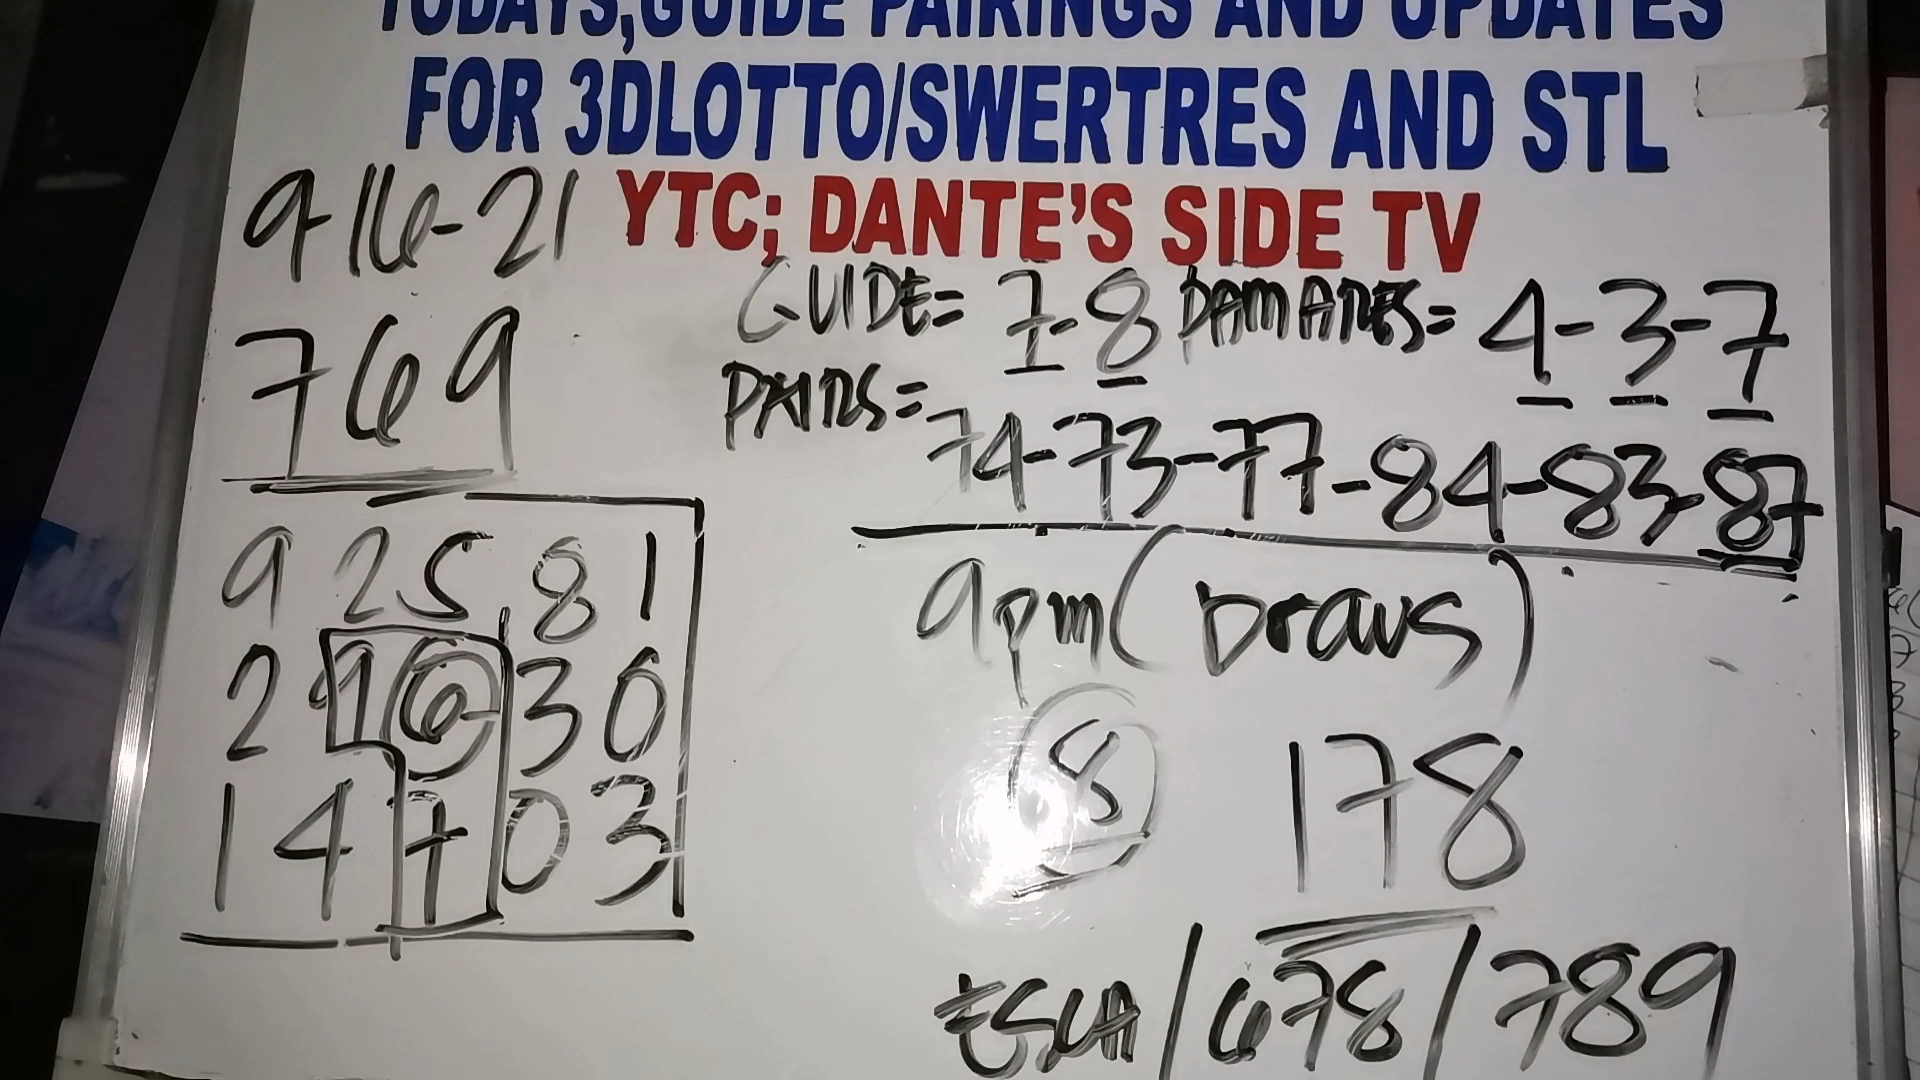 TODAYS,GUIDE PAIRINGS AND UPDATES
FOR 3DLOTTO/SWERTRES AND STL
YTC; DANTE'S SIDE TV
9-16-21
769
GUIDE= 7-8 PAMARES= 4-3-7
PAIRS= 74-73-77-84-83-87
9 2 5 8 1
2 9 6 3 0
1 4 7 0 3
9pm (Draws)
8 178
/ 678 / 789